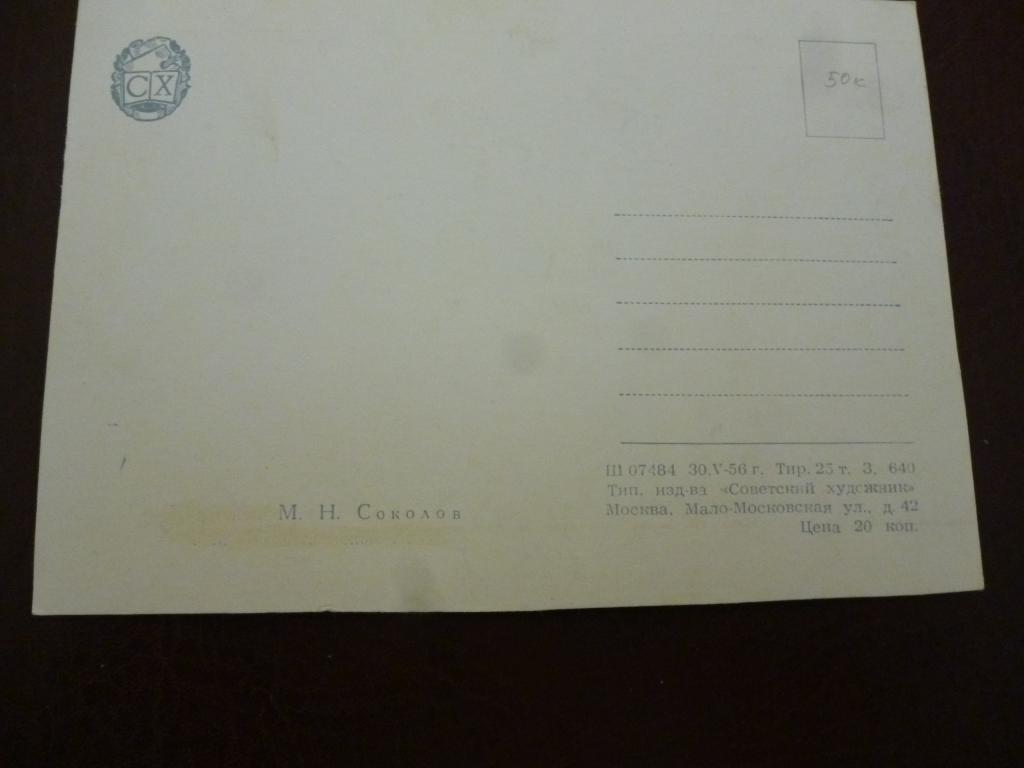 СХ
50к
М. Н. Соколов
Ш 07484 30.V-56 г. Тир. 25 т. З. 640
Тип. изд-ва «Советский художник»
Москва, Мало-Московская ул., д. 42
Цена 20 коп.